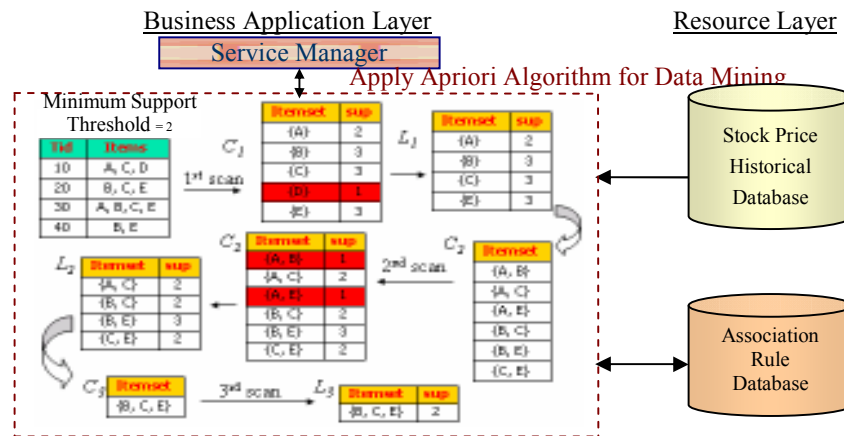 Business Application Layer
Resource Layer
Service Manager
Apply Apriori Algorithm for Data Mining
Minimum Support
Threshold = 2
Tid Items
10 A, C, D
20 B, C, E
30 A, B, C, E
40 B, E
1st scan
C1
Itemset sup
{A} 2
{B} 3
{C} 3
{D} 1
{E} 3
L1
Itemset sup
{A} 2
{B} 3
{C} 3
{E} 3
C2
Itemset
{A, B}
{A, C}
{A, E}
{B, C}
{B, E}
{C, E}
2nd scan
C2
Itemset sup
{A, B} 1
{A, C} 2
{A, E} 1
{B, C} 2
{B, E} 3
{C, E} 2
L2
Itemset sup
{A, C} 2
{B, C} 2
{B, E} 3
{C, E} 2
C3
Itemset
{B, C, E}
3rd scan
L3
Itemset sup
{B, C, E} 2
Stock Price
Historical
Database
Association
Rule
Database